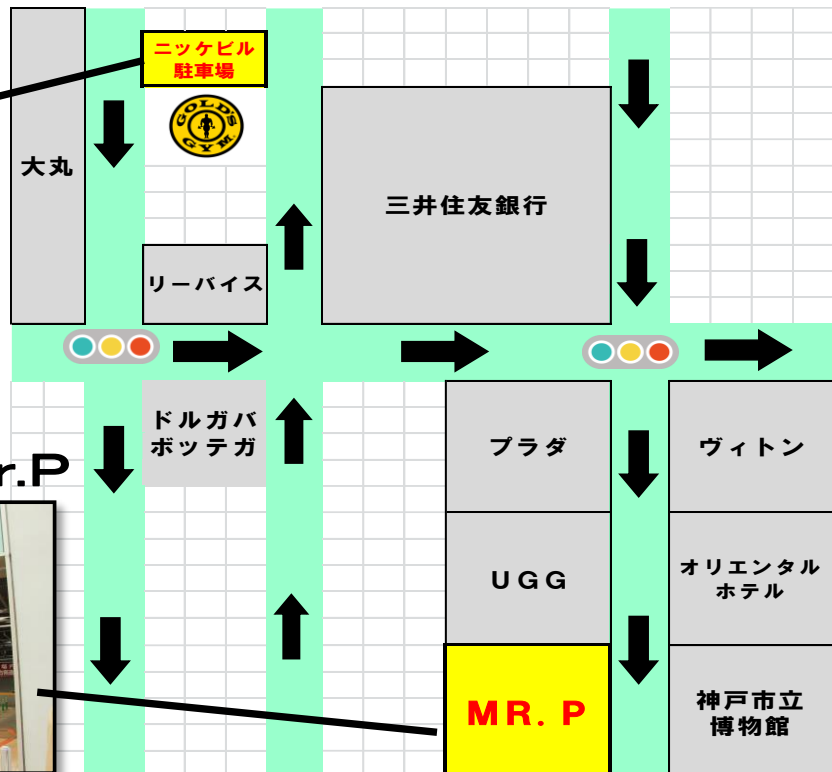 ニッケビル
駐車場
GOLD'S
GYM
大丸
三井住友銀行
リーバイス
ドルガバ
ボッテガ
プラダ
ヴィトン
r.P
UGG
オリエンタル
ホテル
MR. P
神戸市立
博物館